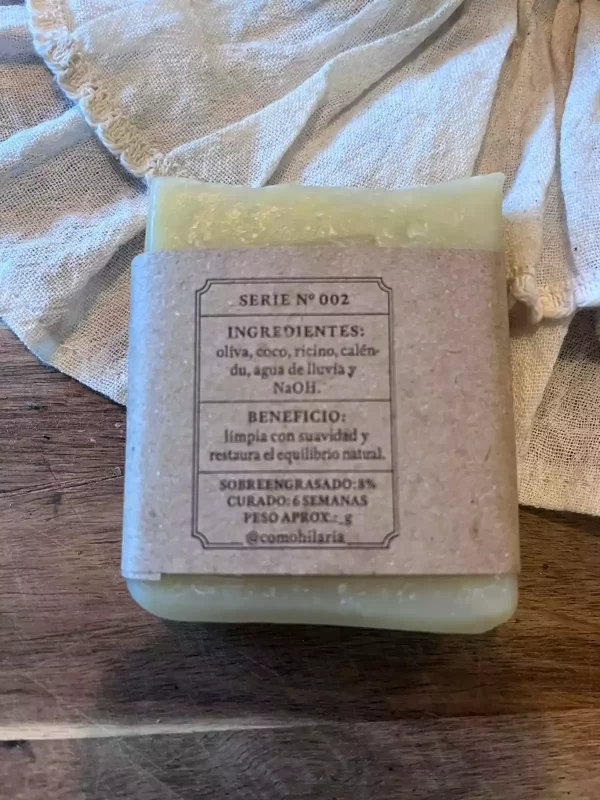 SERIE Nº 002
INGREDIENTES:
oliva, coco, ricino, calén-
du, agua de lluvia y
NaOH.
BENEFICIO:
limpia con suavidad y
restaura el equilibrio natural.
SOBREENGRASADO: 8%
CURADO: 6 SEMANAS
PESO APROX.:_g
@comohilaria